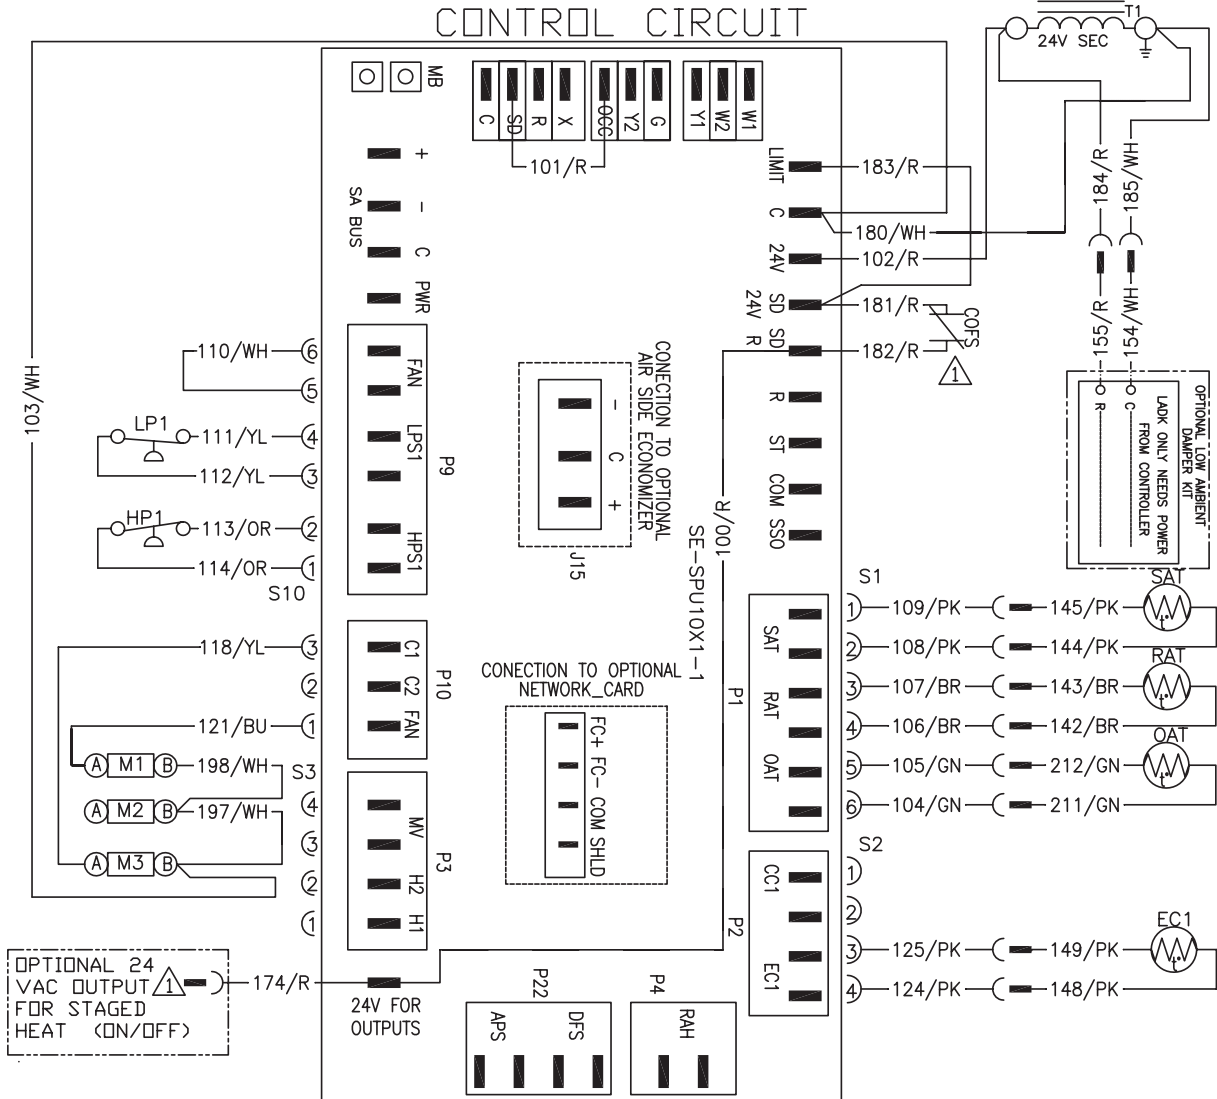 CONTROL CIRCUIT
T1
24V SEC
MB
C
SD
R
X
OCC
Y2
G
Y1
W2
W1
101/R
+
-
C
PWR
SA BUS
LIMIT
C
24V
SD
24V
SD
R
R
ST
COM
SSO
183/R
180/WH
102/R
181/R
182/R
COFS
1
184/R
185/WH
155/R
154/WH
R
C
LADK ONLY NEEDS POWER
FROM CONTROLLER
OPTIONAL LOW AMBIENT
DAMPER KIT
103/WH
110/WH
6
5
FAN
LP1
111/YL
4
LPS1
112/YL
3
P9
HP1
113/OR
2
HPS1
114/OR
1
S10
-
C
+
CONECTION TO OPTIONAL
AIR SIDE ECONOMIZER
J15
100/R
SE-SPU10X1-1
118/YL
3
C1
2
C2
P10
121/BU
1
FAN
A
M1
B
198/WH
S3
A
M2
B
197/WH
A
M3
B
4
MV
3
P3
2
H2
1
H1
CONECTION TO OPTIONAL
NETWORK_CARD
FC+
FC-
COM
SHLD
S1
SAT
1
109/PK
145/PK
SAT
2
108/PK
144/PK
RAT
P1
RAT
3
107/BR
143/BR
4
106/BR
142/BR
OAT
OAT
5
105/GN
212/GN
t°
6
104/GN
211/GN
S2
CC1
1
2
P2
EC1
EC1
3
125/PK
149/PK
4
124/PK
148/PK
OPTIONAL 24
VAC OUTPUT
1
FOR STAGED
HEAT (ON/OFF)
174/R
24V FOR
OUTPUTS
P22
APS
DFS
P4
RAH